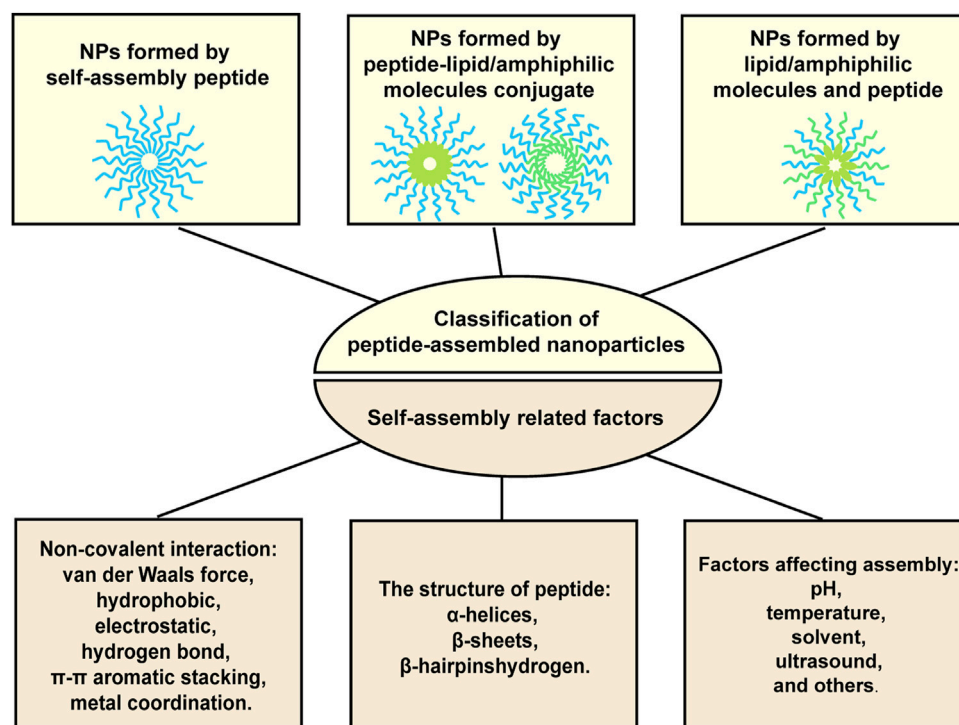 NPs formed by
self-assembly peptide
NPs formed by
peptide-lipid/amphiphilic
molecules conjugate
NPs formed by
lipid/amphiphilic
molecules and peptide
Classification of
peptide-assembled nanoparticles
Self-assembly related factors
Non-covalent interaction:
van der Waals force,
hydrophobic,
electrostatic,
hydrogen bond,
π-π aromatic stacking,
metal coordination.
The structure of peptide:
α-helices,
β-sheets,
β-hairpinshydrogen.
Factors affecting assembly:
pH,
temperature,
solvent,
ultrasound,
and others.